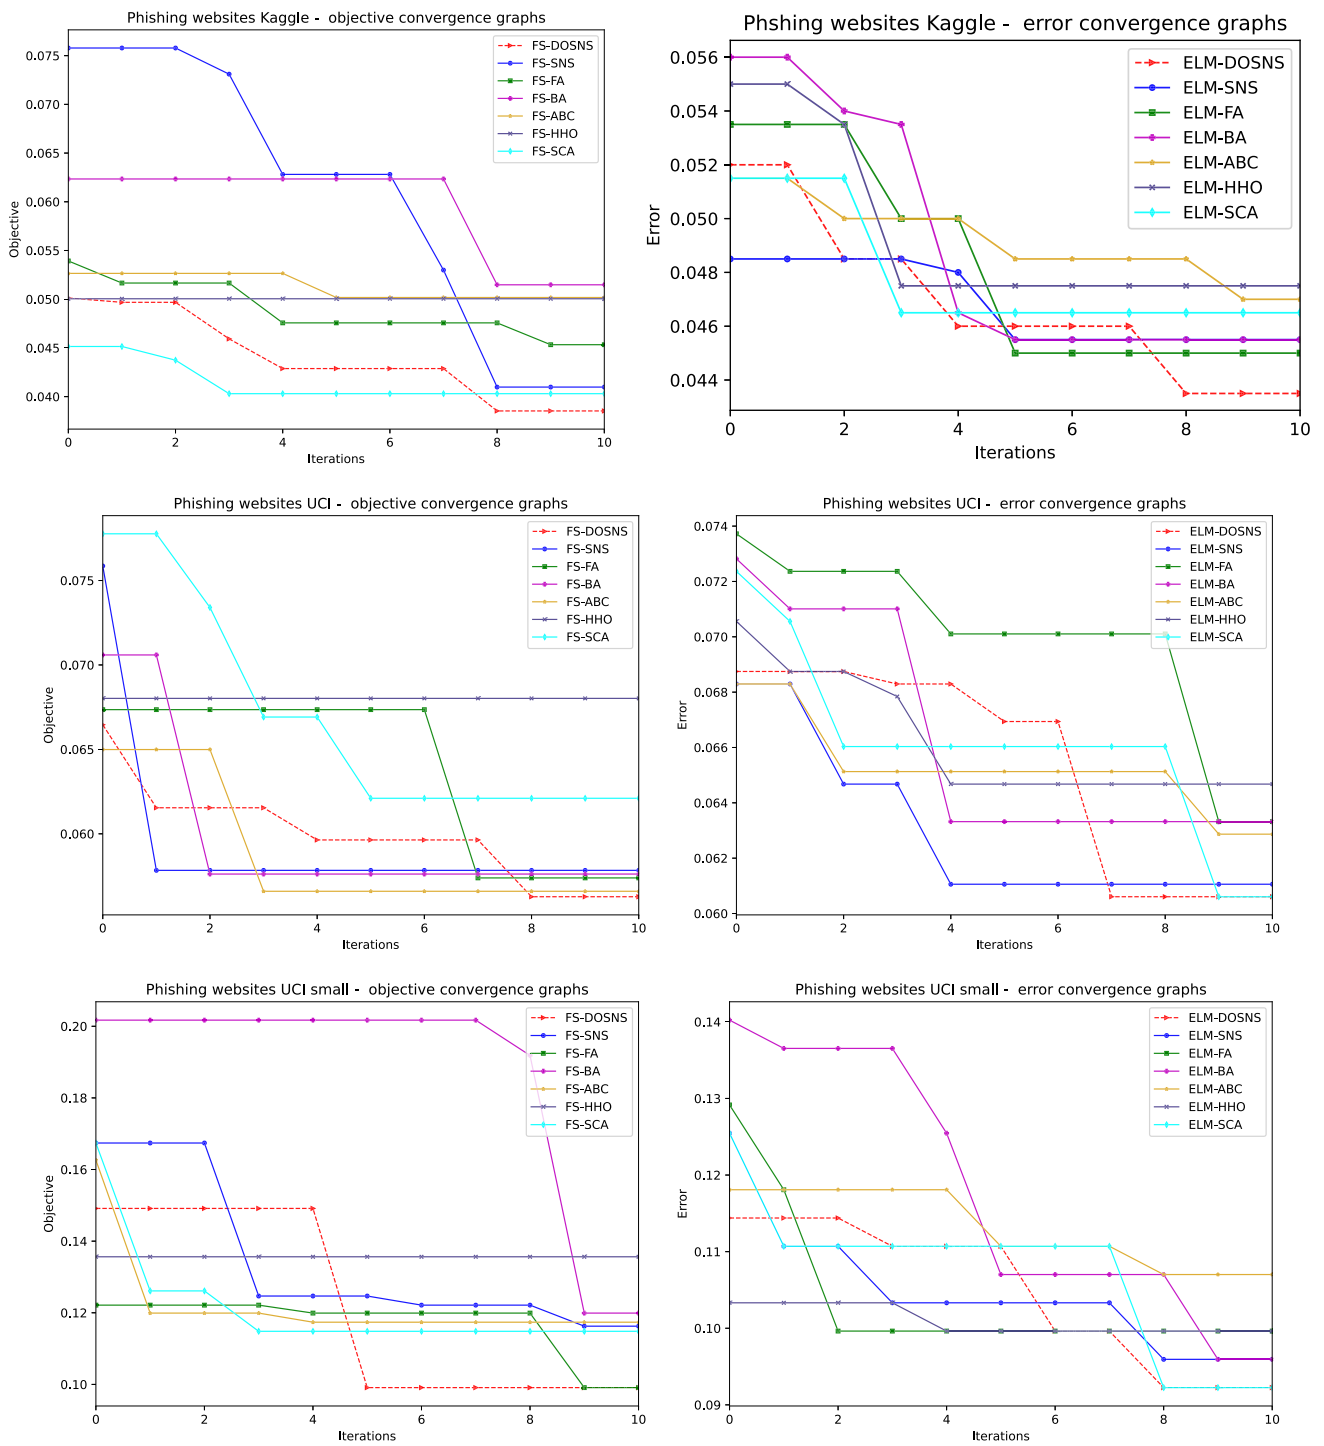 Phishing websites Kaggle - objective convergence graphs
0.075
0.070
0.065
0.060
0.055
0.050
0.045
0.040
Objective
FS-DOSNS
FS-SNS
FS-FA
FS-BA
FS-ABC
FS-HHO
FS-SCA
0 2 4 6 8 10
Iterations
Phshing websites Kaggle - error convergence graphs
0.056
0.054
0.052
0.050
0.048
0.046
0.044
Error
ELM-DOSNS
ELM-SNS
ELM-FA
ELM-BA
ELM-ABC
ELM-HHO
ELM-SCA
0 2 4 6 8 10
Iterations
Phishing websites UCI - objective convergence graphs
0.075
0.070
0.065
0.060
Objective
FS-DOSNS
FS-SNS
FS-FA
FS-BA
FS-ABC
FS-HHO
FS-SCA
0 2 4 6 8 10
Iterations
Phishing websites UCI - error convergence graphs
0.074
0.072
0.070
0.068
0.066
0.064
0.062
0.060
Error
ELM-DOSNS
ELM-SNS
ELM-FA
ELM-BA
ELM-ABC
ELM-HHO
ELM-SCA
0 2 4 6 8 10
Iterations
Phishing websites UCI small - objective convergence graphs
0.20
0.18
0.16
0.14
0.12
0.10
Objective
FS-DOSNS
FS-SNS
FS-FA
FS-BA
FS-ABC
FS-HHO
FS-SCA
0 2 4 6 8 10
Iterations
Phishing websites UCI small - error convergence graphs
0.14
0.13
0.12
0.11
0.10
0.09
Error
ELM-DOSNS
ELM-SNS
ELM-FA
ELM-BA
ELM-ABC
ELM-HHO
ELM-SCA
0 2 4 6 8 10
Iterations